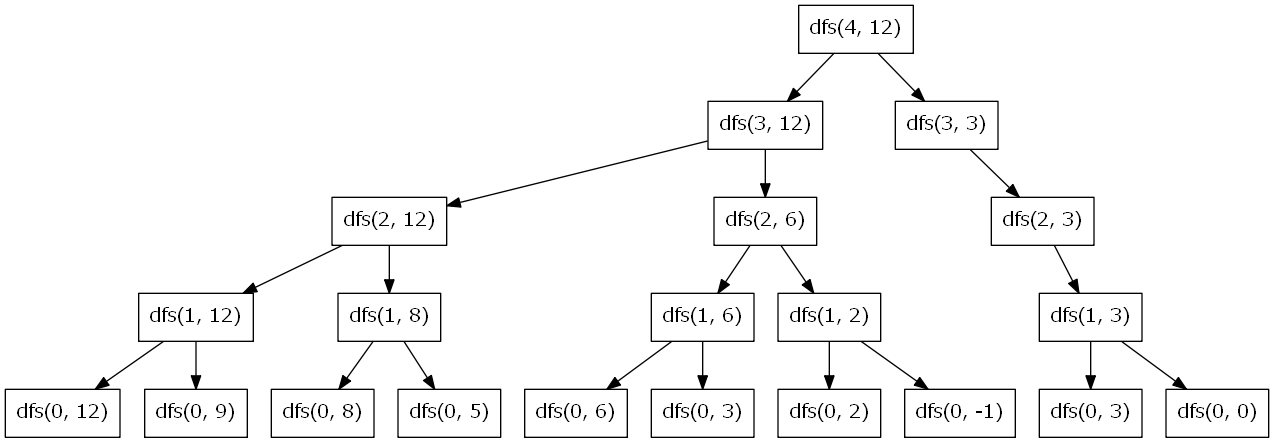 dfs(4, 12)
dfs(3, 12)
dfs(3, 3)
dfs(2, 12)
dfs(2, 6)
dfs(2, 3)
dfs(1, 12)
dfs(1, 8)
dfs(1, 6)
dfs(1, 2)
dfs(1, 3)
dfs(0, 12)
dfs(0, 9)
dfs(0, 8)
dfs(0, 5)
dfs(0, 6)
dfs(0, 3)
dfs(0, 2)
dfs(0, -1)
dfs(0, 3)
dfs(0, 0)